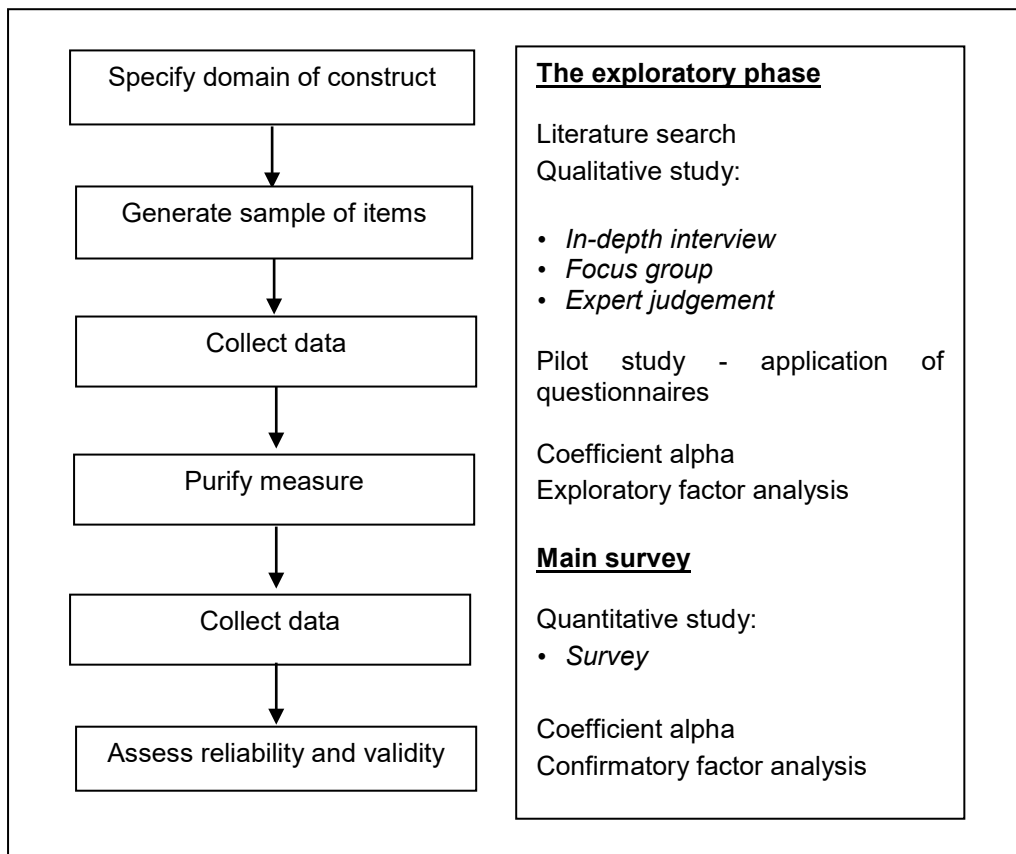 Specify domain of construct
Generate sample of items
Collect data
Purify measure
Collect data
Assess reliability and validity
The exploratory phase
Literature search
Qualitative study:
• In-depth interview
• Focus group
• Expert judgement
Pilot study - application of
questionnaires
Coefficient alpha
Exploratory factor analysis
Main survey
Quantitative study:
• Survey
Coefficient alpha
Confirmatory factor analysis